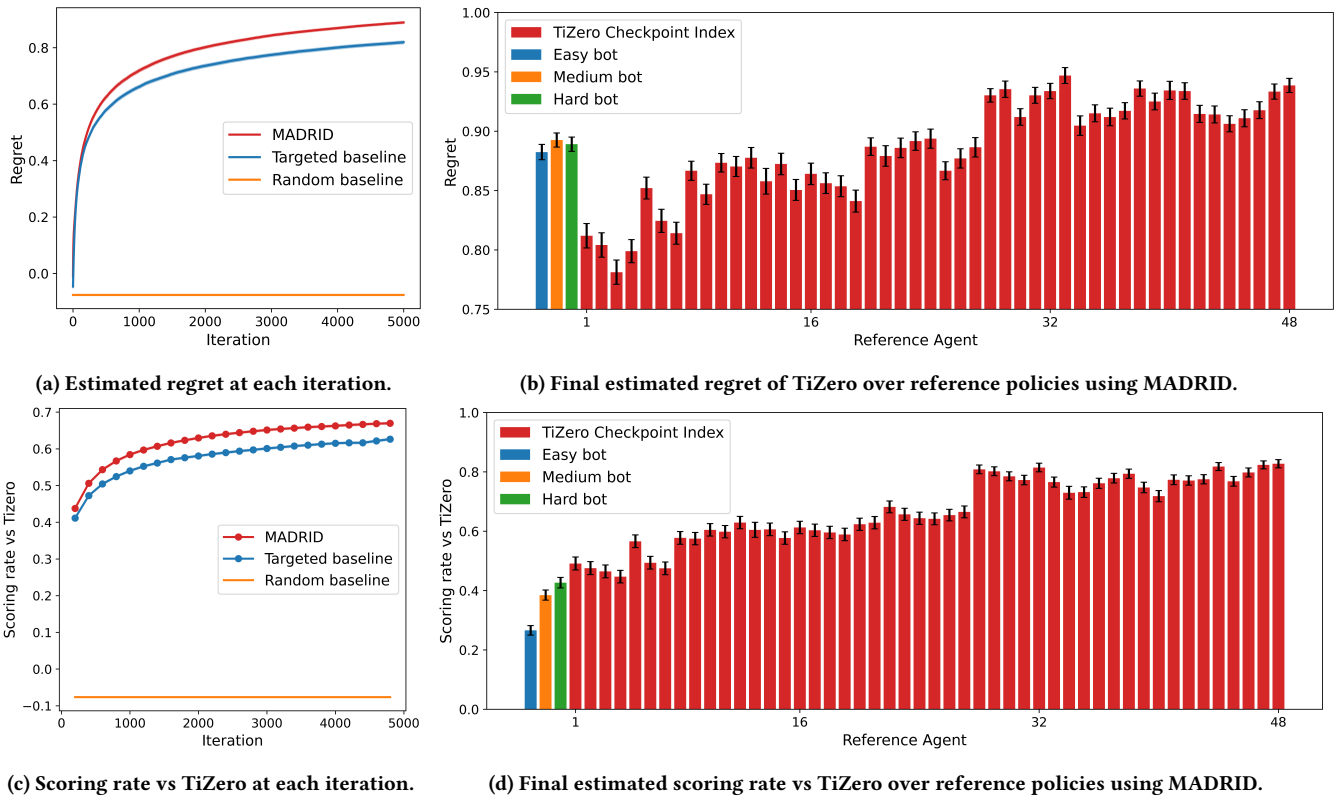 0.8
0.6
0.4
0.2
0.0
Regret
MADRID
Targeted baseline
Random baseline
0 1000 2000 3000 4000 5000
Iteration
(a) Estimated regret at each iteration.
1.00
0.95
0.90
0.85
0.80
0.75
Regret
TiZero Checkpoint Index
Easy bot
Medium bot
Hard bot
1 16 32 48
Reference Agent
(b) Final estimated regret of TiZero over reference policies using MADRID.
0.7
0.6
0.5
0.4
0.3
0.2
0.1
0.0
−0.1
Scoring rate vs Tizero
MADRID
Targeted baseline
Random baseline
0 1000 2000 3000 4000 5000
Iteration
(c) Scoring rate vs TiZero at each iteration.
1.0
0.8
0.6
0.4
0.2
0.0
Scoring rate vs TiZero
TiZero Checkpoint Index
Easy bot
Medium bot
Hard bot
1 16 32 48
Reference Agent
(d) Final estimated scoring rate vs TiZero over reference policies using MADRID.